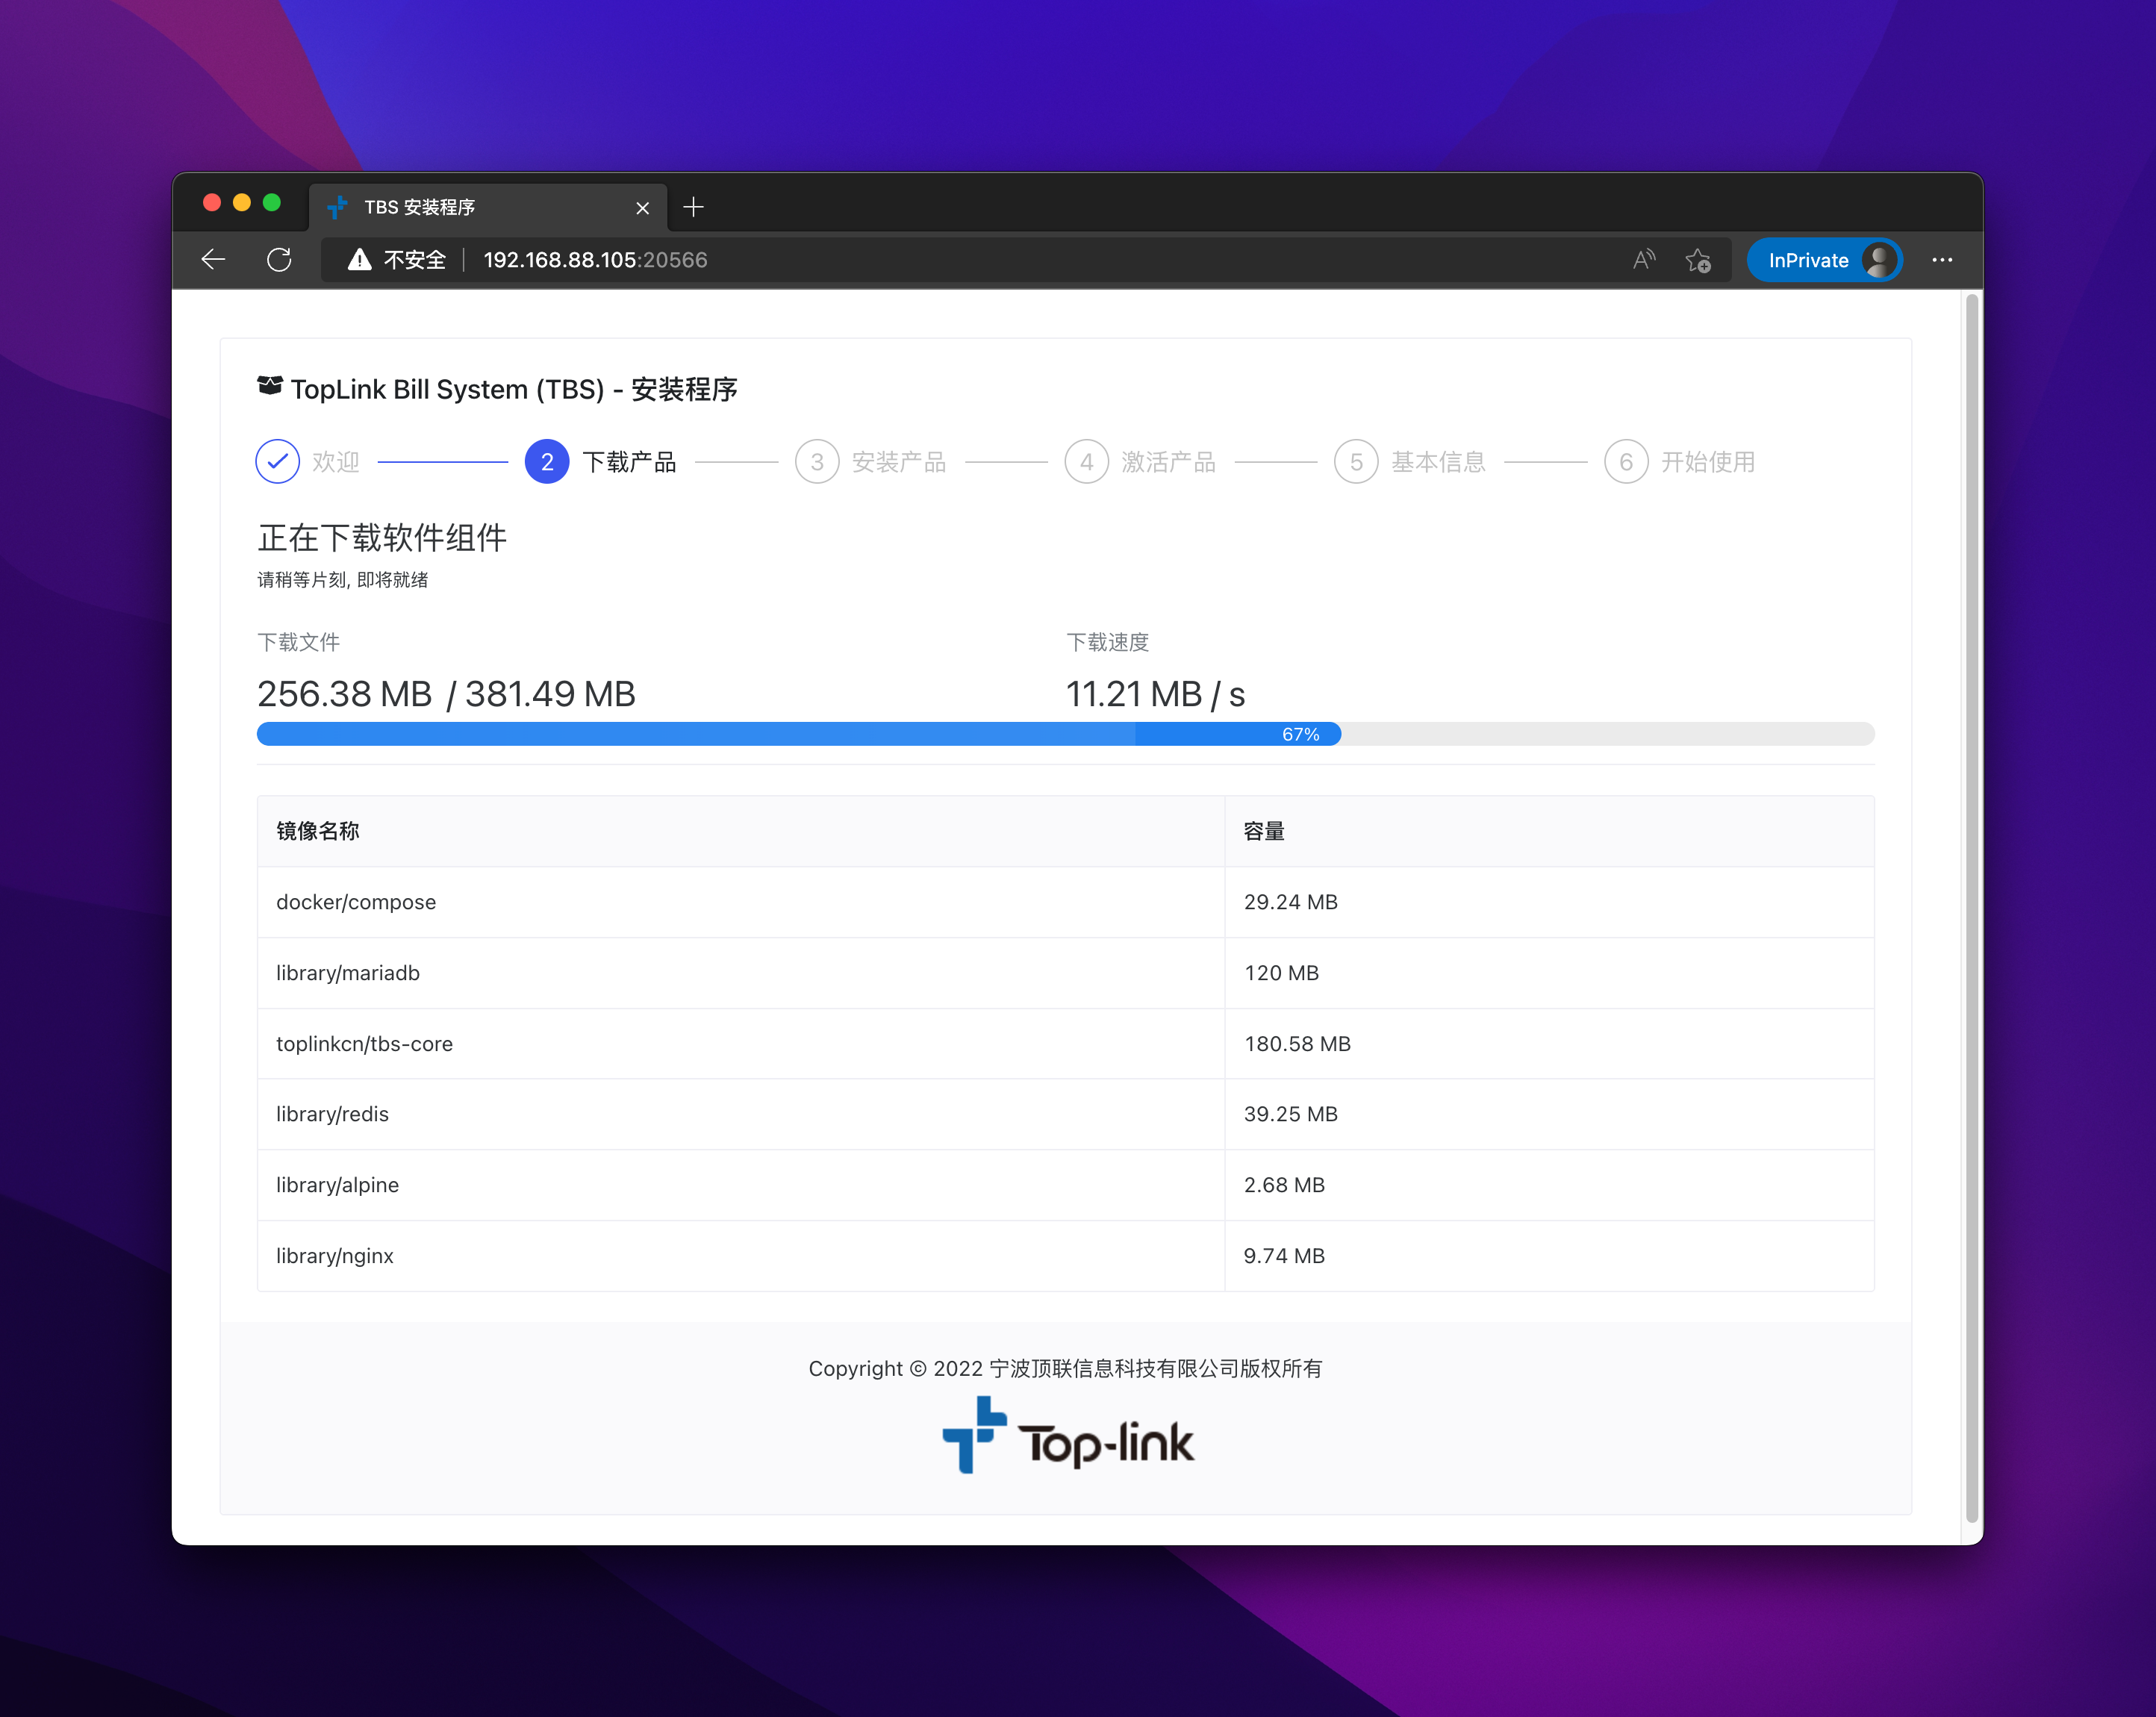 TBS 安装程序
不安全 192.168.88.105:20566
InPrivate
TopLink Bill System (TBS) - 安装程序
欢迎 2 下载产品 3 安装产品 4 激活产品 5 基本信息 6 开始使用
正在下载软件组件
请稍等片刻, 即将就绪
下载文件 下载速度
256.38 MB / 381.49 MB 11.21 MB / s
67%
镜像名称 容量
docker/compose 29.24 MB
library/mariadb 120 MB
toplinkcn/tbs-core 180.58 MB
library/redis 39.25 MB
library/alpine 2.68 MB
library/nginx 9.74 MB
Copyright © 2022 宁波顶联信息科技有限公司版权所有
Top-link